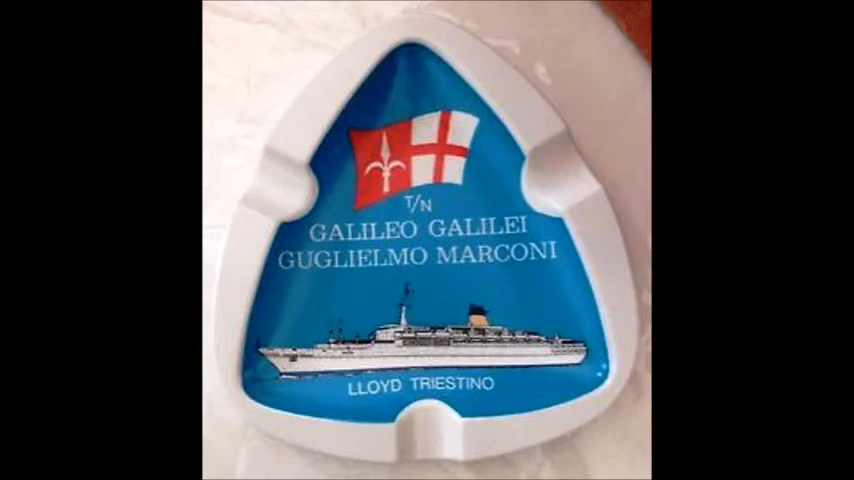 T/N
GALILEO GALILEI
GUGLIELMO MARCONI
LLOYD TRIESTINO